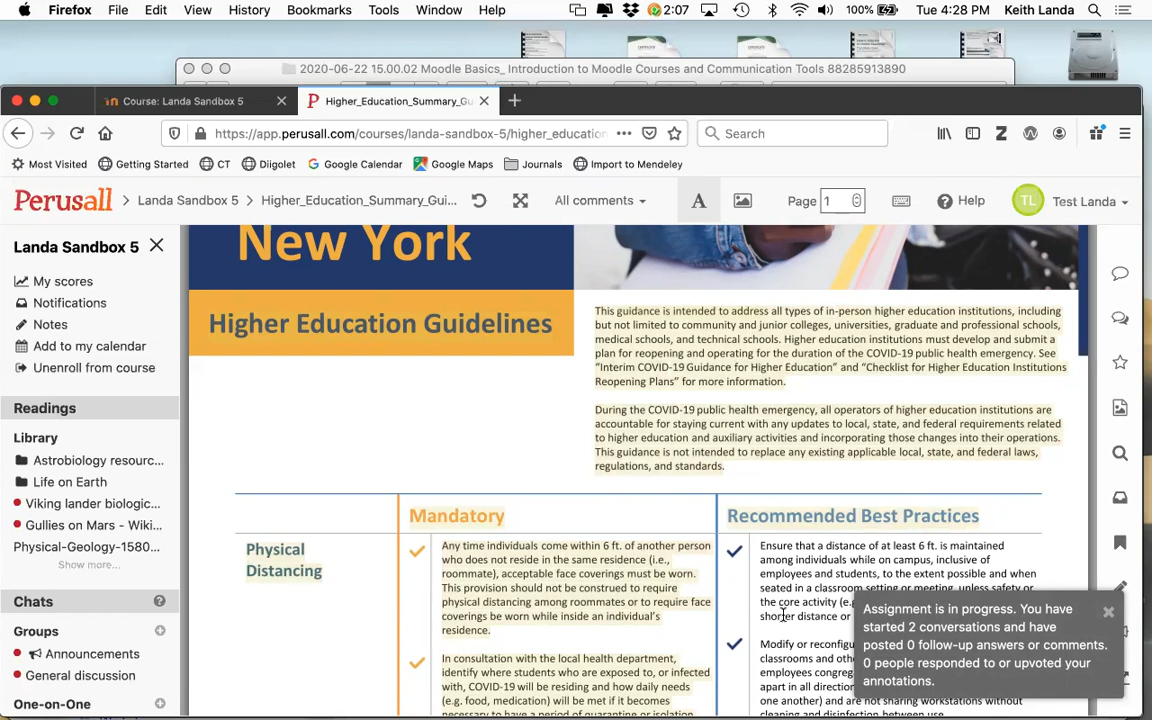 Firefox File Edit View History Bookmarks Tools Window Help 2:07 100% Tue 4:28 PM Keith Landa
2020-06-22 15.00.02 Moodle Basics_ Introduction to Moodle Courses and Communication Tools 88285913890
Course: Landa Sandbox 5
Higher_Education_Summary_Gu
https://app.perusall.com/courses/landa-sandbox-5/higher_education
Search
Most Visited Getting Started CT Diigolet Google Calendar Google Maps Journals Import to Mendeley
Perusall Landa Sandbox 5 Higher_Education_Summary_Gui... All comments A Page 1 Help TL Test Landa
Landa Sandbox 5
My scores
Notifications
Notes
Add to my calendar
Unenroll from course
Readings
Library
Astrobiology resourc...
Life on Earth
Viking lander biologic...
Gullies on Mars - Wiki...
Physical-Geology-1580...
Show more...
Chats
Groups
Announcements
General discussion
One-on-One
New York
Higher Education Guidelines
This guidance is intended to address all types of in-person higher education institutions, including
but not limited to community and junior colleges, universities, graduate and professional schools,
medical schools, and technical schools. Higher education institutions must develop and submit a
plan for reopening and operating for the duration of the COVID-19 public health emergency. See
“Interim COVID-19 Guidance for Higher Education” and “Checklist for Higher Education Institutions
Reopening Plans” for more information.
During the COVID-19 public health emergency, all operators of higher education institutions are
accountable for staying current with any updates to local, state, and federal requirements related
to higher education and auxiliary activities and incorporating those changes into their operations.
This guidance is not intended to replace any existing applicable local, state, and federal laws,
regulations, and standards.
Mandatory
Recommended Best Practices
Physical
Distancing
Any time individuals come within 6 ft. of another person
who does not reside in the same residence (i.e.,
roommate), acceptable face coverings must be worn.
This provision should not be construed to require
physical distancing among roommates or to require face
coverings be worn while inside an individual's
residence.
In consultation with the local health department,
identify where students who are exposed to, or infected
with, COVID-19 will be residing and how daily needs
(e.g. food, medication) will be met if it becomes
necessary to have a period of quarantine or isolation
Ensure that a distance of at least 6 ft. is maintained
among individuals while on campus, inclusive of
employees and students, to the extent possible and when
seated in a classroom setting or meeting, unless safety or
the core activity (e.
shorter distance or
Modify or reconfigu
classrooms and othe
employees congreg
apart in all direction
one another) and are not sharing workstations without
cleaning and disinfection between use
Assignment is in progress. You have
started 2 conversations and have
posted 0 follow-up answers or comments.
0 people responded to or upvoted your
annotations.